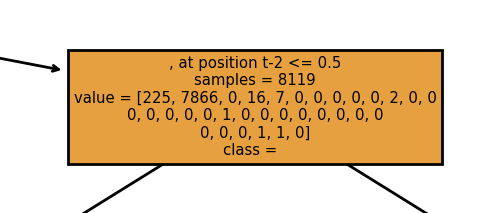 , at position t-2 <= 0.5
samples = 8119
value = [225, 7866, 0, 16, 7, 0, 0, 0, 0, 0, 2, 0, 0
0, 0, 0, 0, 0, 1, 0, 0, 0, 0, 0, 0, 0, 0
0, 0, 0, 1, 1, 0]
class =